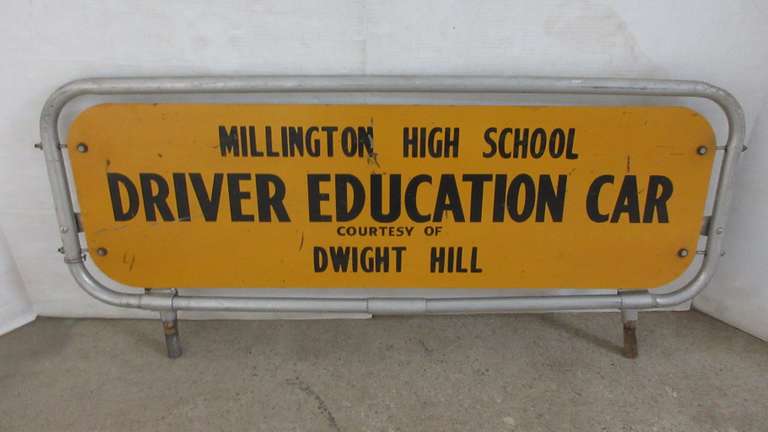 MILLINGTON HIGH SCHOOL
DRIVER EDUCATION CAR
COURTESY OF
DWIGHT HILL